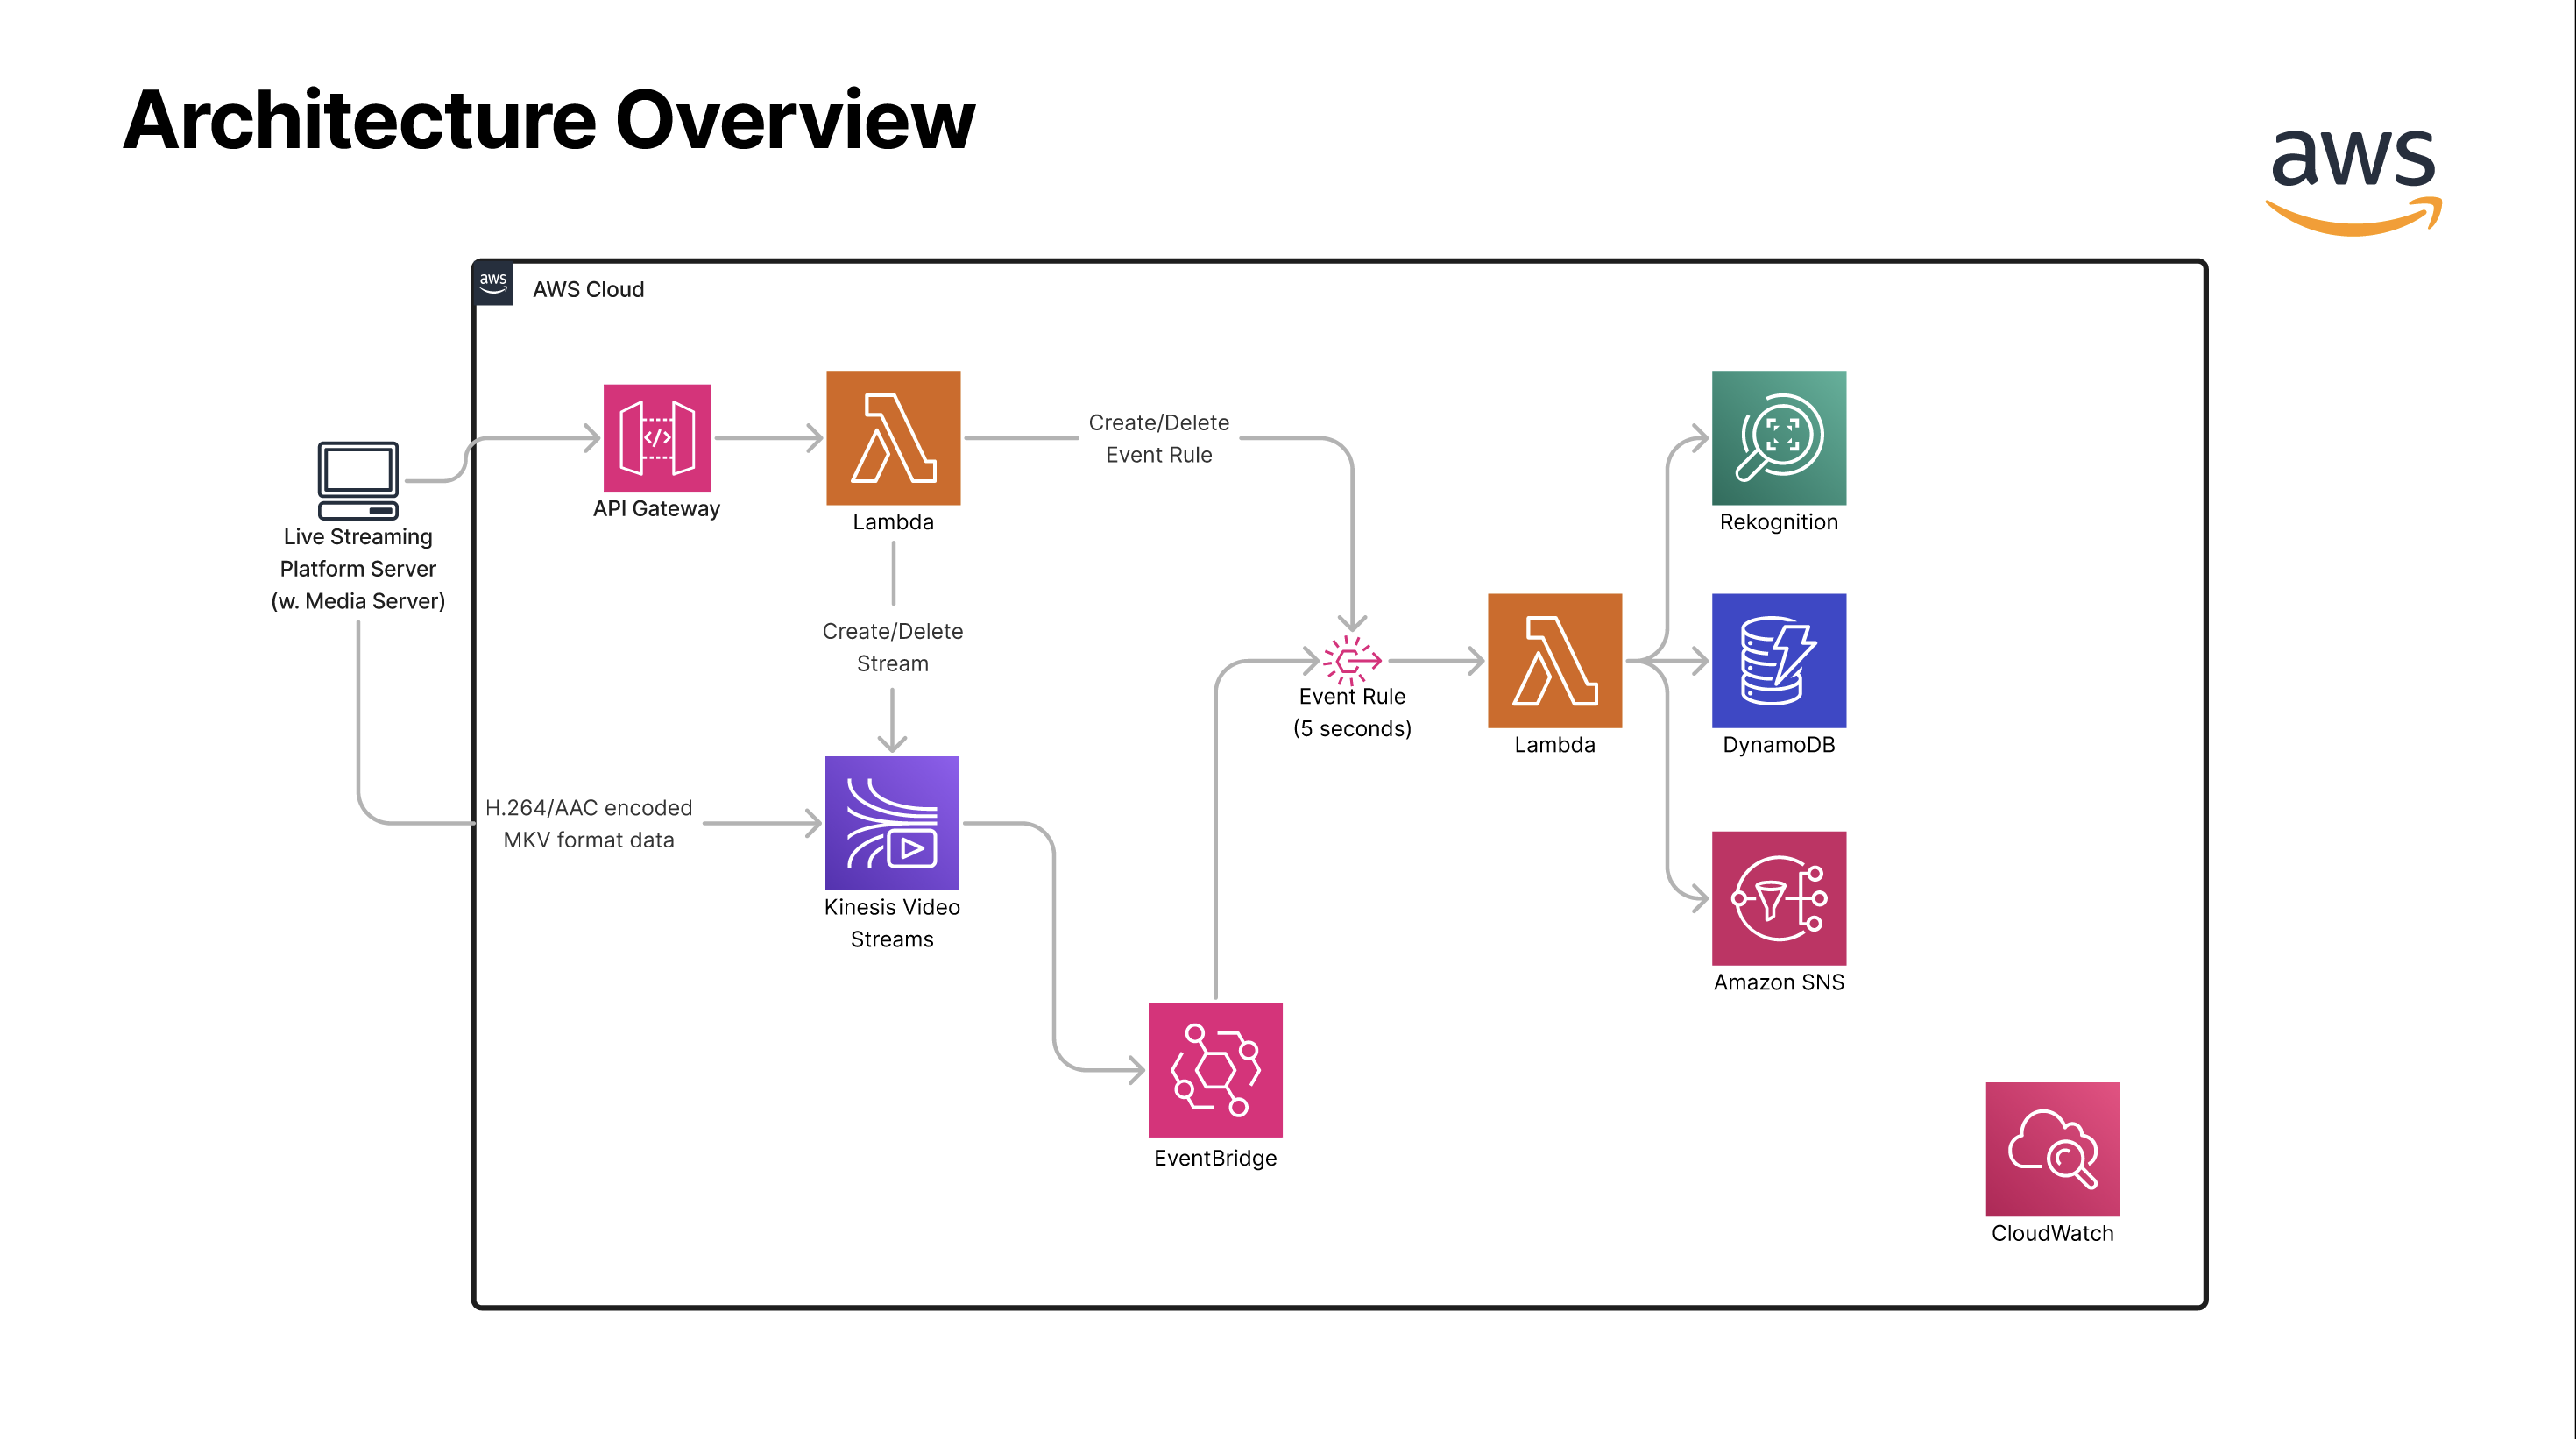 Architecture Overview
aws
aws
AWS Cloud
API Gateway
Lambda
Create/Delete
Event Rule
Rekognition
Live Streaming
Platform Server
(w. Media Server)
Create/Delete
Stream
Event Rule
(5 seconds)
Lambda
DynamoDB
H.264/AAC encoded
MKV format data
Kinesis Video
Streams
Amazon SNS
EventBridge
CloudWatch